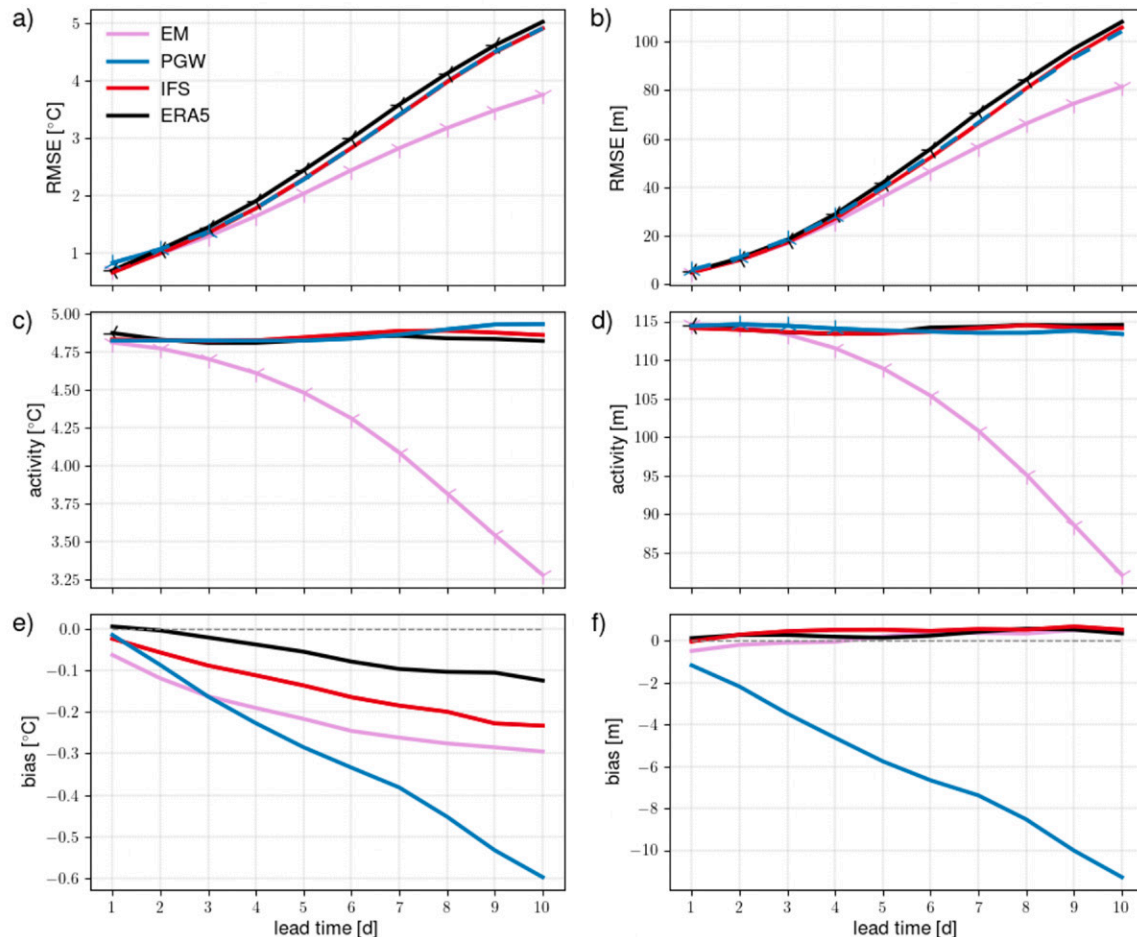 a)
EM
PGW
IFS
ERA5
5
4
3
2
1
RMSE [°C]
b)
100
80
60
40
20
0
RMSE [m]
c)
5.00
4.75
4.50
4.25
4.00
3.75
3.50
3.25
activity [°C]
d)
115
110
105
100
95
90
85
activity [m]
e)
0.0
−0.1
−0.2
−0.3
−0.4
−0.5
−0.6
bias [°C]
1 2 3 4 5 6 7 8 9 10
lead time [d]
f)
0
−2
−4
−6
−8
−10
bias [m]
1 2 3 4 5 6 7 8 9 10
lead time [d]